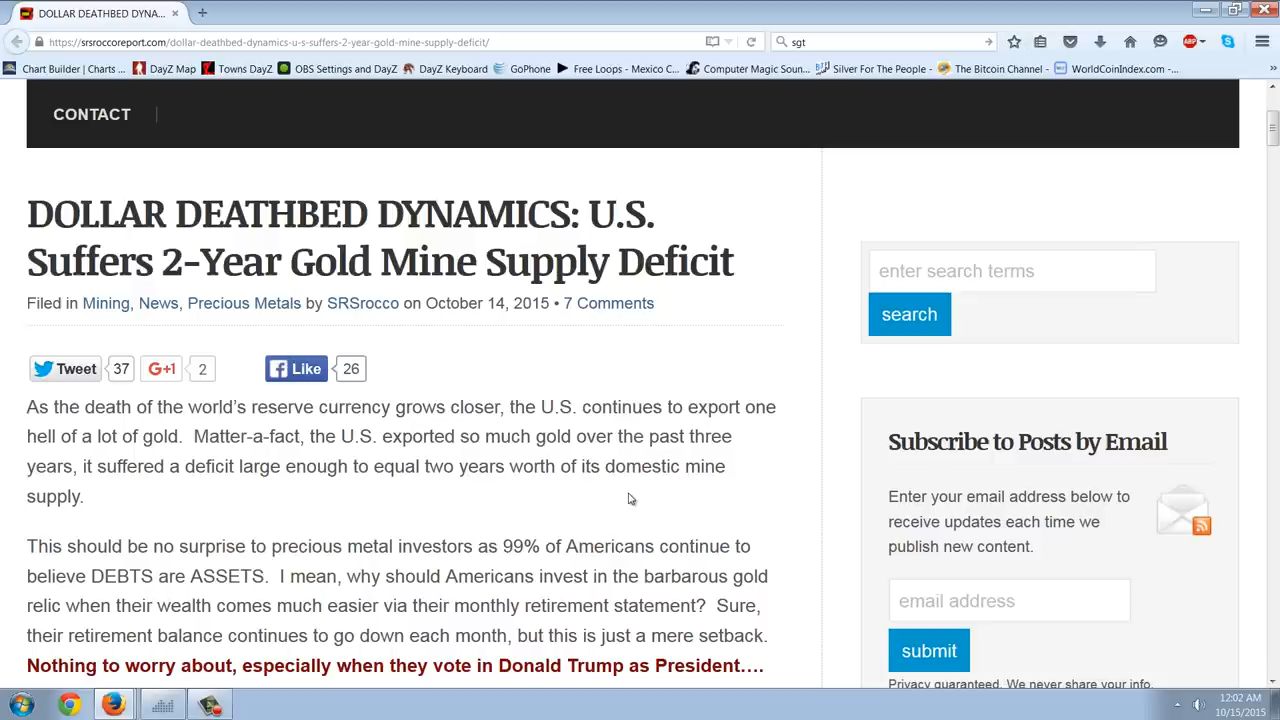 DOLLAR DEATHBED DYNA...
https://srsroccoreport.com/dollar-deathbed-dynamics-u-s-suffers-2-year-gold-mine-supply-deficit/
sgt
ABP
Chart Builder | Charts ...
DayZ Map
Towns DayZ
OBS Settings and DayZ
DayZ Keyboard
GoPhone
Free Loops - Mexico C...
Computer Magic Soun...
Silver For The People - ...
The Bitcoin Channel - ...
WorldCoinIndex.com -...
CONTACT
DOLLAR DEATHBED DYNAMICS: U.S.
Suffers 2-Year Gold Mine Supply Deficit
Filed in Mining, News, Precious Metals by SRSrocco on October 14, 2015 • 7 Comments
Tweet 37 G+1 2 Like 26
As the death of the world's reserve currency grows closer, the U.S. continues to export one
hell of a lot of gold.  Matter-a-fact, the U.S. exported so much gold over the past three
years, it suffered a deficit large enough to equal two years worth of its domestic mine
supply.
This should be no surprise to precious metal investors as 99% of Americans continue to
believe DEBTS are ASSETS.  I mean, why should Americans invest in the barbarous gold
relic when their wealth comes much easier via their monthly retirement statement?  Sure,
their retirement balance continues to go down each month, but this is just a mere setback.
Nothing to worry about, especially when they vote in Donald Trump as President….
enter search terms
search
Subscribe to Posts by Email
Enter your email address below to
receive updates each time we
publish new content.
email address
submit
Privacy guaranteed. We never share your info.
12:02 AM
10/15/2015